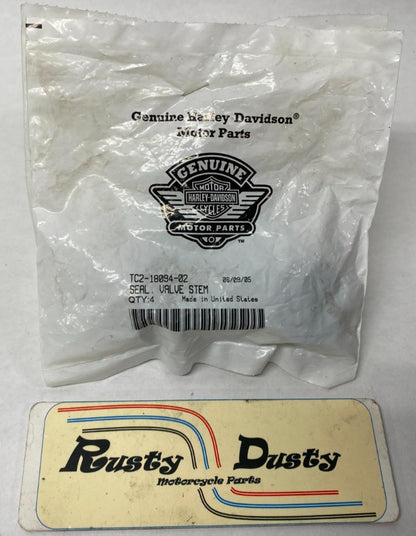 Genuine Harley-Davidson®
Motor Parts
GENUINE
MOTOR
HARLEY-DAVIDSON
CYCLES
MOTOR PARTS
™
TC2-18094-02 06/09/05
SEAL, VALVE STEM
QTY:4 Made in United States
Rusty Dusty
Motorcycle Parts